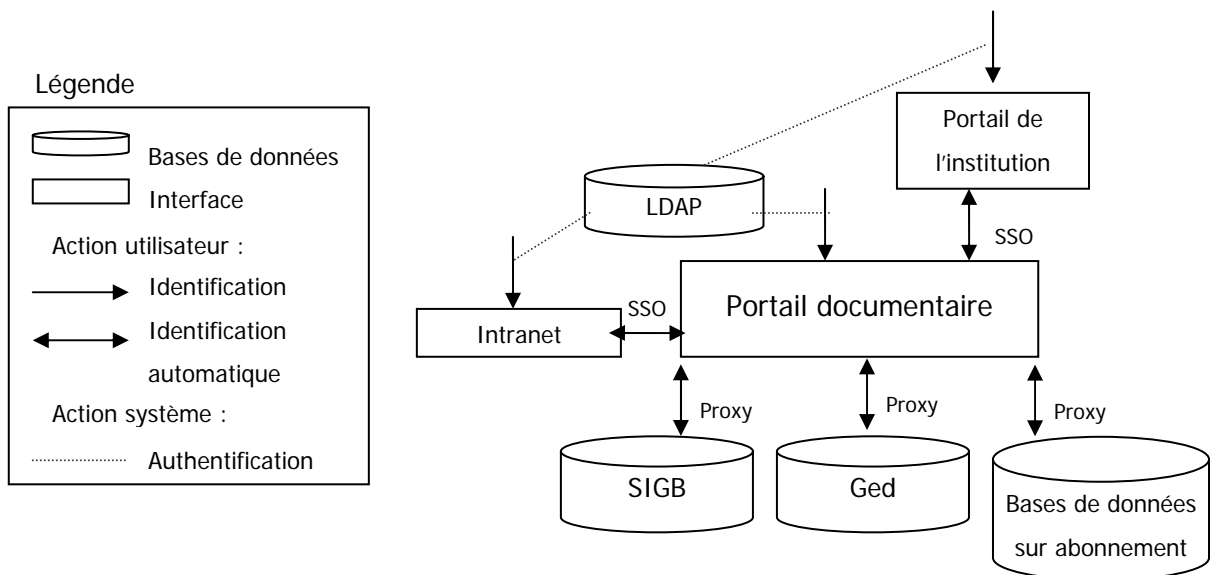 Légende
Bases de données
Interface
Action utilisateur :
Identification
Identification
automatique
Action système :
Authentification
Portail de
l'institution
LDAP
SSO
Portail documentaire
SSO
Intranet
Proxy
Proxy
Proxy
SIGB
Ged
Bases de données
sur abonnement